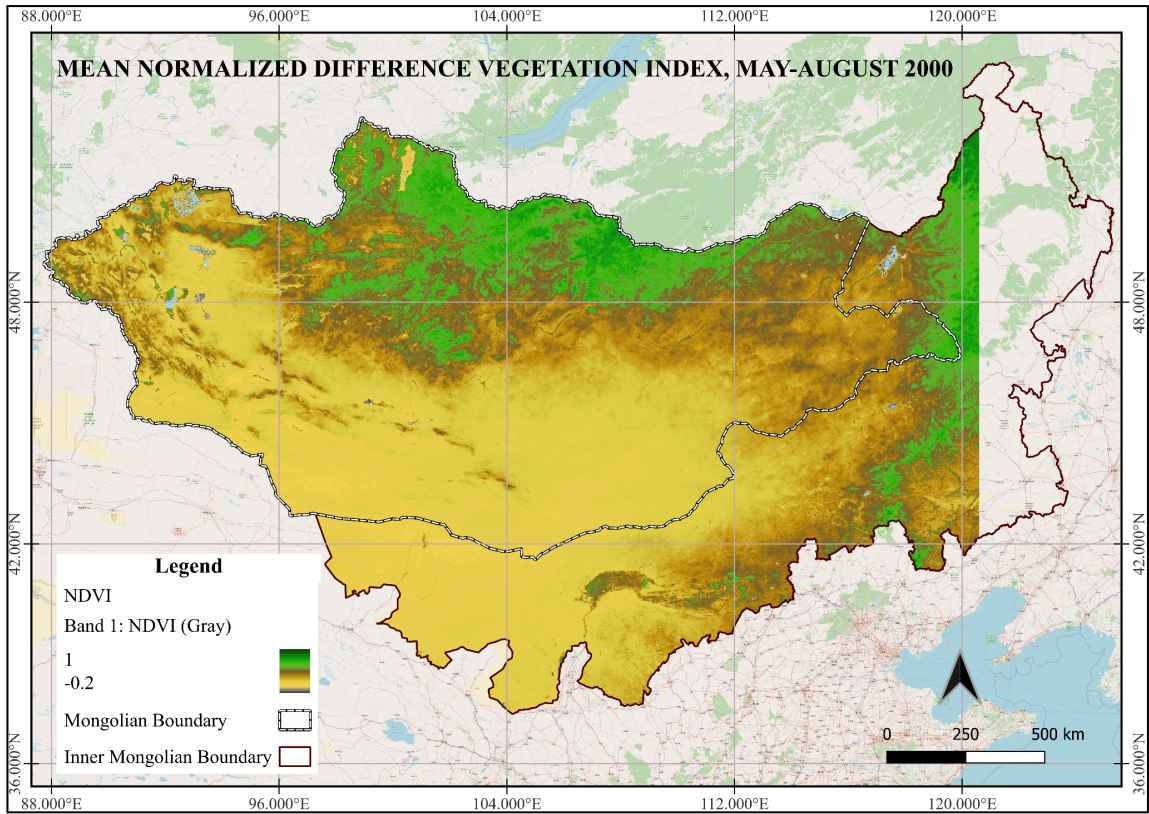 88.000°E 96.000°E 104.000°E 112.000°E 120.000°E
MEAN NORMALIZED DIFFERENCE VEGETATION INDEX, MAY-AUGUST 2000
48.000°N 48.000°N
42.000°N 42.000°N
Legend
NDVI
Band 1: NDVI (Gray)
1
-0.2
Mongolian Boundary
Inner Mongolian Boundary
0 250 500 km
36.000°N 36.000°N
88.000°E 96.000°E 104.000°E 112.000°E 120.000°E